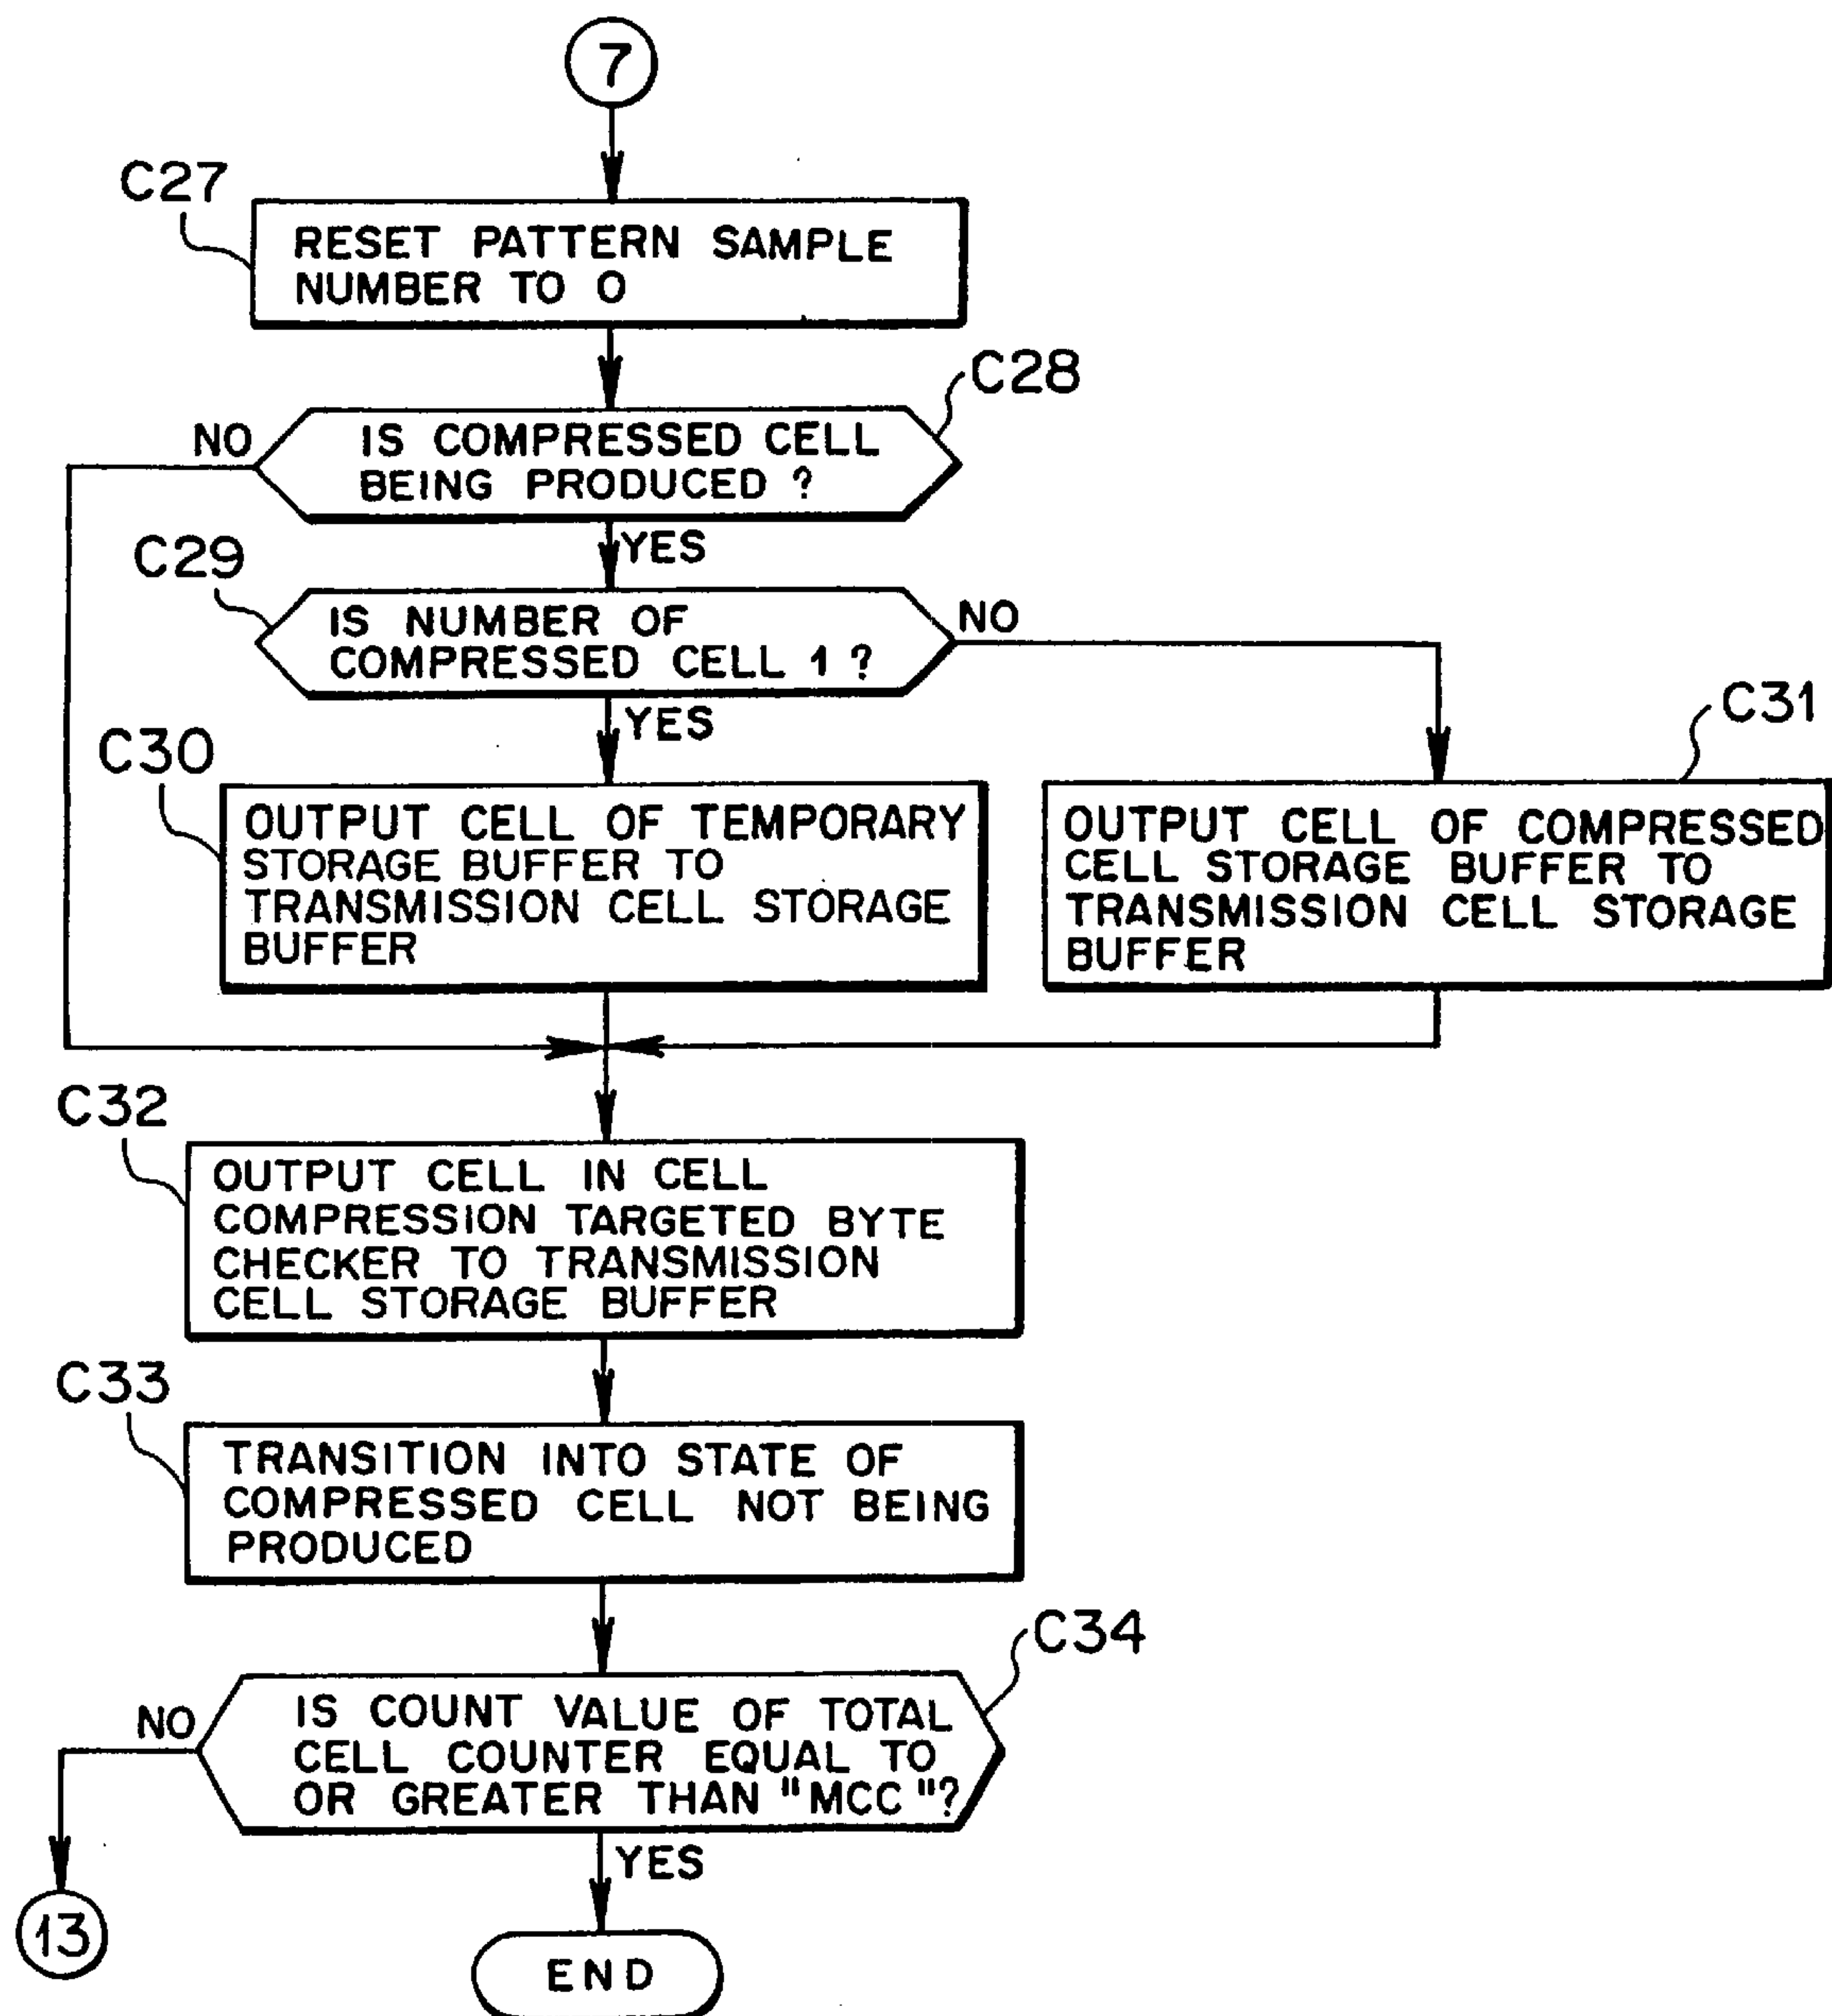 7
C27
RESET PATTERN SAMPLE
NUMBER TO 0
C28
NO
IS COMPRESSED CELL
BEING PRODUCED ?
YES
C29
IS NUMBER OF
COMPRESSED CELL 1 ?
NO
YES
C30
OUTPUT CELL OF TEMPORARY
STORAGE BUFFER TO
TRANSMISSION CELL STORAGE
BUFFER
C31
OUTPUT CELL OF COMPRESSED
CELL STORAGE BUFFER TO
TRANSMISSION CELL STORAGE
BUFFER
C32
OUTPUT CELL IN CELL
COMPRESSION TARGETED BYTE
CHECKER TO TRANSMISSION
CELL STORAGE BUFFER
C33
TRANSITION INTO STATE OF
COMPRESSED CELL NOT BEING
PRODUCED
C34
NO
IS COUNT VALUE OF TOTAL
CELL COUNTER EQUAL TO
OR GREATER THAN "MCC"?
YES
13
END